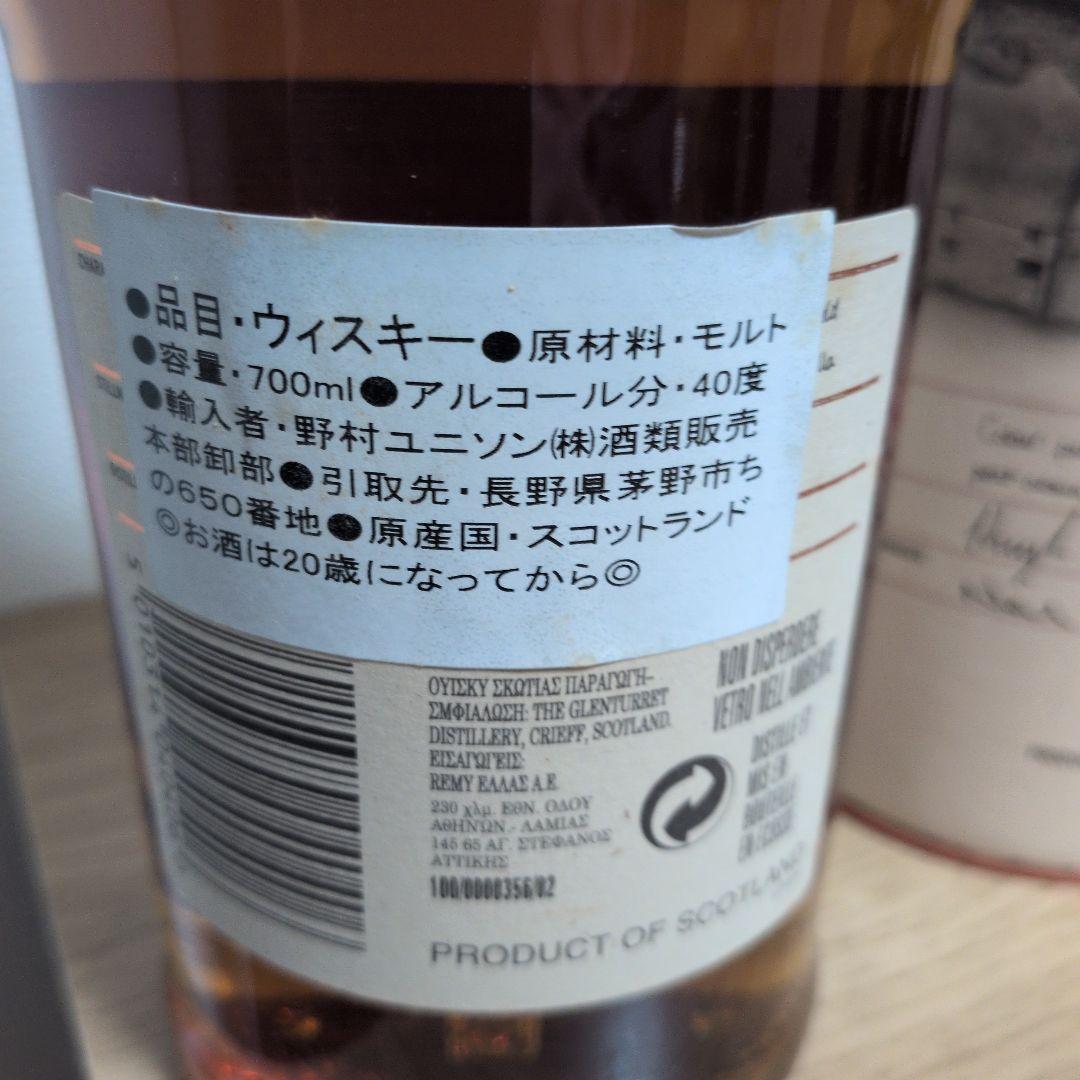 ●品目・ウィスキー●原材料・モルト
●容量・700ml●アルコール分・40度
●輸入者・野村ユニソン(株)酒類販売
本部卸部●引取先・長野県茅野市ち
の650番地●原産国・スコットランド
◎お酒は20歳になってから◎
ΟΥΙΣΚΥ ΣΚΩΤΙΑΣ ΠΑΡΑΓΩΓΗ-
ΣΜΦΙΑΛΩΣΗ: THE GLENTURRET
DISTILLERY, CRIEFF, SCOTLAND.
ΕΙΣΑΓΩΓΕΙΣ:
REMY ΕΛΛΑΣ Α.Ε.
230 χλμ. ΕΘΝ. ΟΔΟΥ
ΑΘΗΝΩΝ - ΛΑΜΙΑΣ
145 65 ΑΓ. ΣΤΕΦΑΝΟΣ
ΑΤΤΙΚΗΣ
100/0000356/02
NON DISPERDERE
VETRO NELL'AMBIENTE
DISTILLE ET
MIS EN
BOUTEILLE
EN ECOSSE
PRODUCT OF SCOTLAND